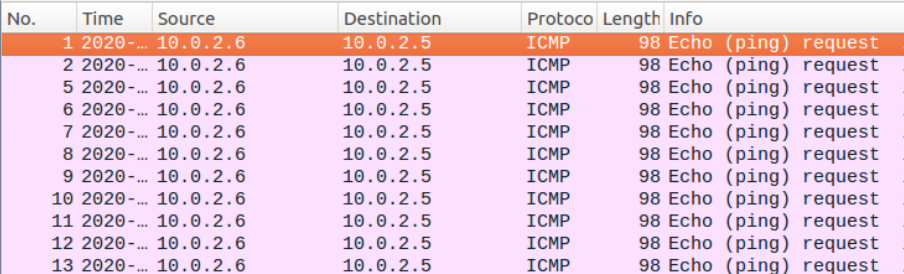 No. Time Source Destination Protoco Length Info
1 2020-… 10.0.2.6 10.0.2.5 ICMP 98 Echo (ping) request
2 2020-… 10.0.2.6 10.0.2.5 ICMP 98 Echo (ping) request
5 2020-… 10.0.2.6 10.0.2.5 ICMP 98 Echo (ping) request
6 2020-… 10.0.2.6 10.0.2.5 ICMP 98 Echo (ping) request
7 2020-… 10.0.2.6 10.0.2.5 ICMP 98 Echo (ping) request
8 2020-… 10.0.2.6 10.0.2.5 ICMP 98 Echo (ping) request
9 2020-… 10.0.2.6 10.0.2.5 ICMP 98 Echo (ping) request
10 2020-… 10.0.2.6 10.0.2.5 ICMP 98 Echo (ping) request
11 2020-… 10.0.2.6 10.0.2.5 ICMP 98 Echo (ping) request
12 2020-… 10.0.2.6 10.0.2.5 ICMP 98 Echo (ping) request
13 2020-… 10.0.2.6 10.0.2.5 ICMP 98 Echo (ping) request